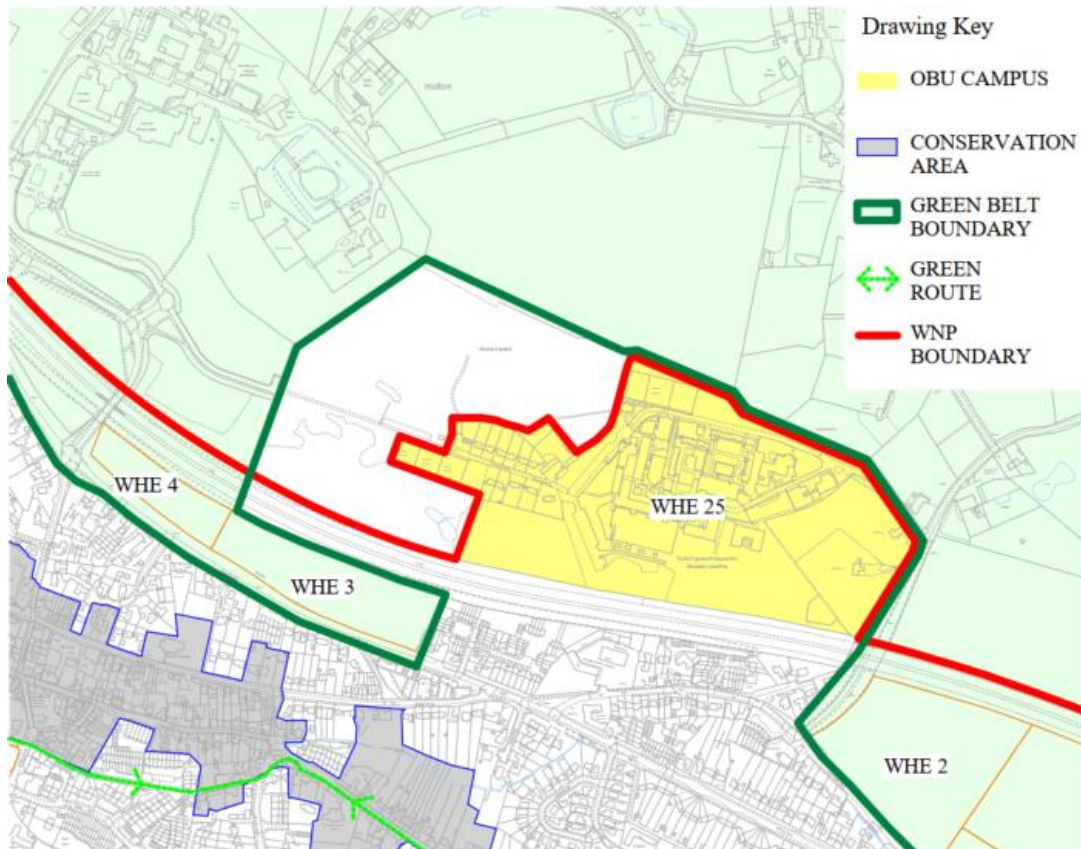 Drawing Key
OBU CAMPUS
CONSERVATION
AREA
GREEN BELT
BOUNDARY
GREEN
ROUTE
WNP
BOUNDARY
WHE 4
WHE 3
WHE 25
WHE 2